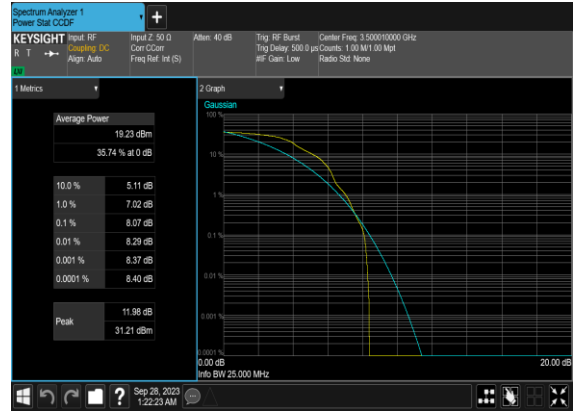 Spectrum Analyzer 1
Power Stat CCDF
KEYSIGHT Input: RF Input Z: 50 Ω Atten: 40 dB Trig: RF Burst Center Freq: 3.500010000 GHz
R T Coupling: DC Corr CCorr Trig Delay: 500.0 µs Counts: 1.00 M/1.00 Mpt
Align: Auto Freq Ref: Int (S) #IF Gain: Low Radio Std: None
LXI
1 Metrics
Average Power
19.23 dBm
35.74 % at 0 dB
10.0 % 5.11 dB
1.0 % 7.02 dB
0.1 % 8.07 dB
0.01 % 8.29 dB
0.001 % 8.37 dB
0.0001 % 8.40 dB
Peak 11.98 dB
31.21 dBm
2 Graph
Gaussian
100 %
10 %
1 %
0.1 %
0.01 %
0.001 %
0.0001 %
0.00 dB 20.00 dB
Info BW 25.000 MHz
? Sep 28, 2023
1:22:23 AM